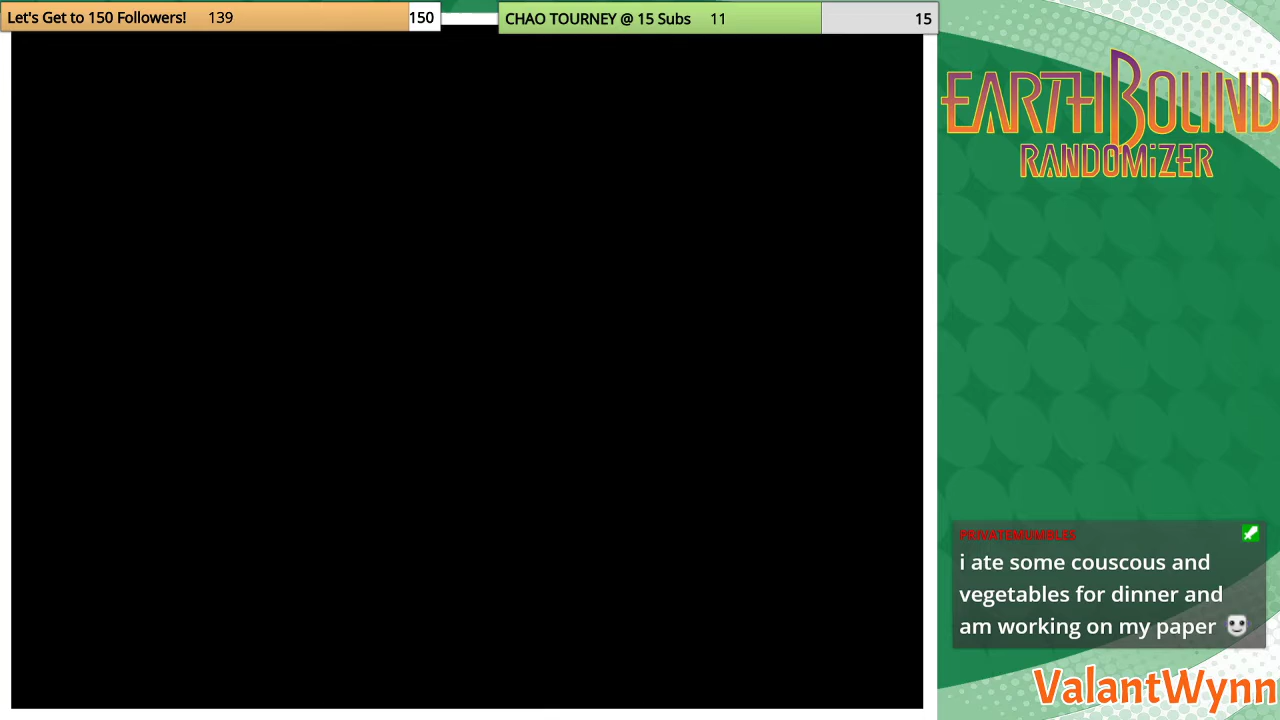 Let's Get to 150 Followers! 139 150
CHAO TOURNEY @ 15 Subs 11 15
EARTHBOUND
RANDOMiZER
PRIVATEMUMBLES
i ate some couscous and
vegetables for dinner and
am working on my paper
ValantWynn